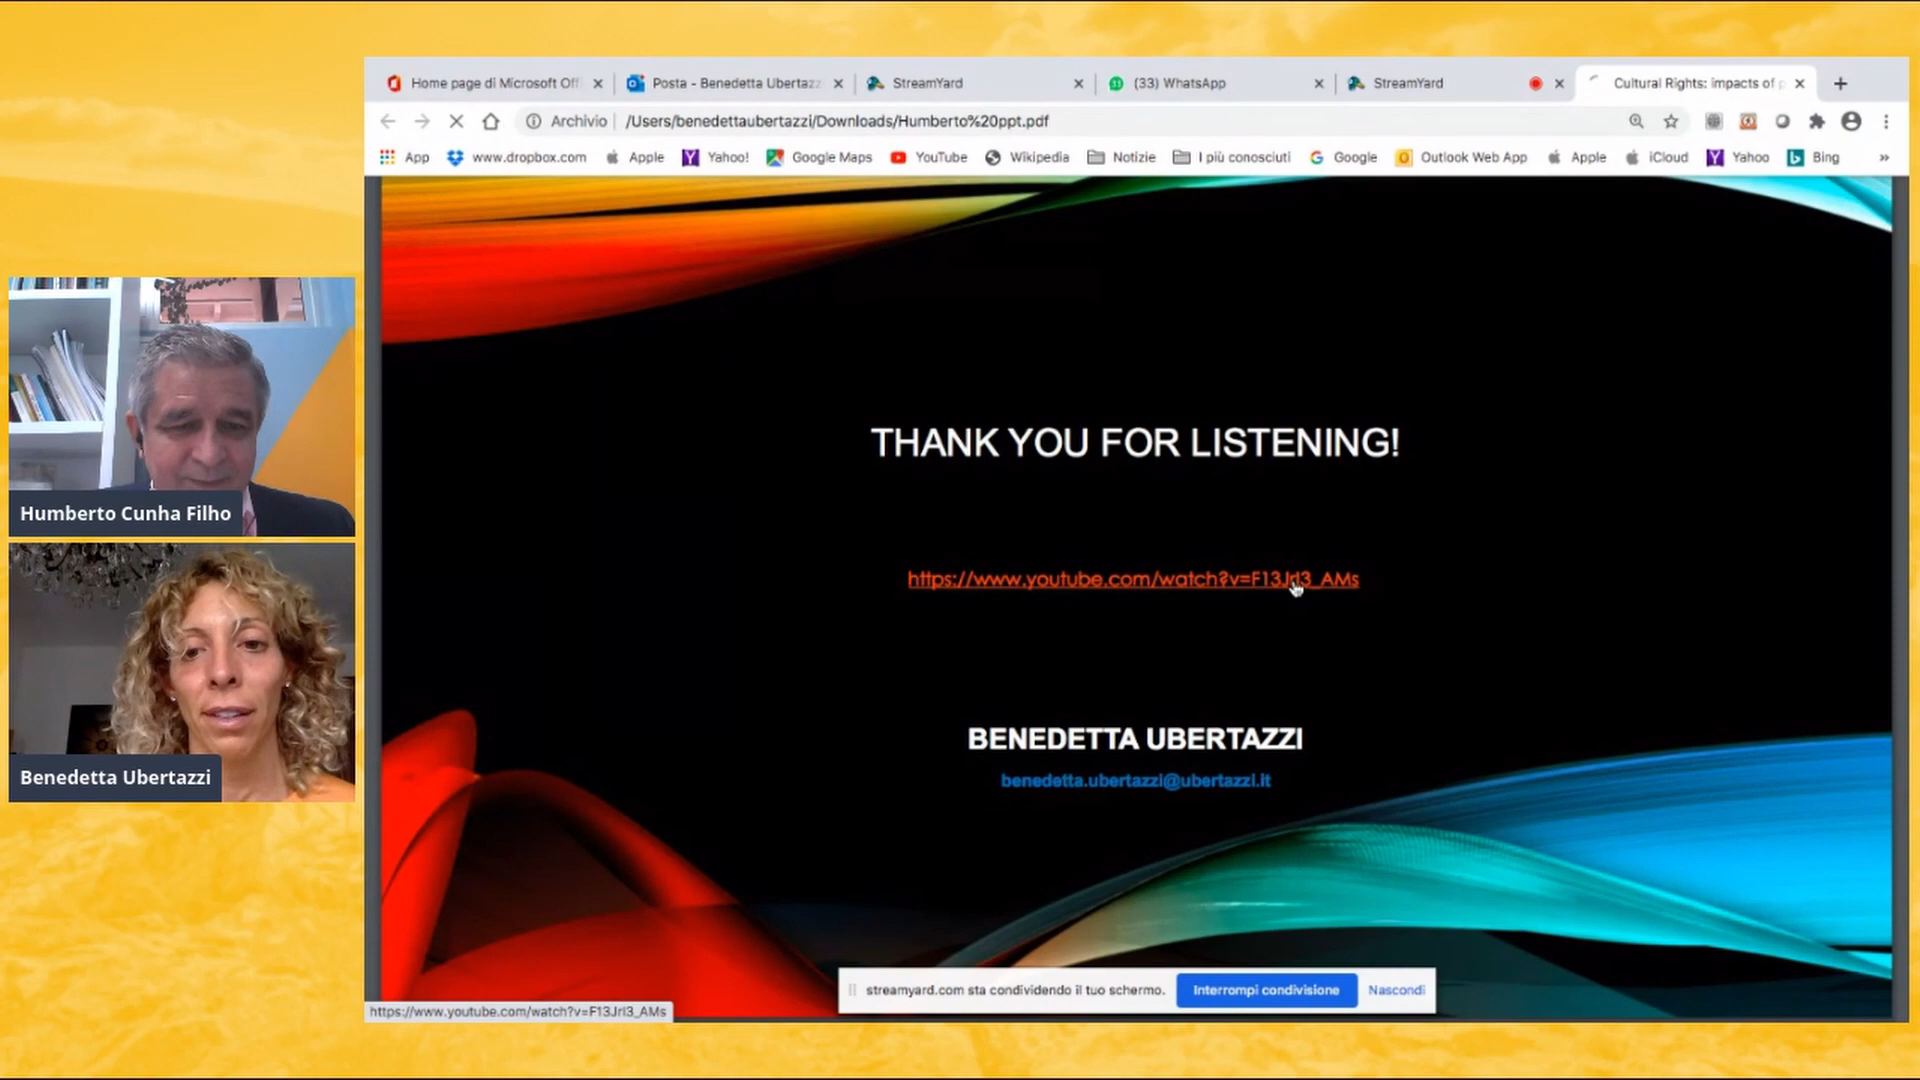 Home page di Microsoft Off
Posta - Benedetta Ubertazz
StreamYard
(33) WhatsApp
StreamYard
Cultural Rights: impacts of p
Archivio
/Users/benedettaubertazzi/Downloads/Humberto%20ppt.pdf
App
www.dropbox.com
Apple
Yahoo!
Google Maps
YouTube
Wikipedia
Notizie
I più conosciuti
Google
Outlook Web App
Apple
iCloud
Yahoo
Bing
»
THANK YOU FOR LISTENING!
https://www.youtube.com/watch?v=F13JrI3_AMs
BENEDETTA UBERTAZZI
benedetta.ubertazzi@ubertazzi.it
Humberto Cunha Filho
Benedetta Ubertazzi
streamyard.com sta condividendo il tuo schermo.
Interrompi condivisione
Nascondi
https://www.youtube.com/watch?v=F13JrI3_AMs